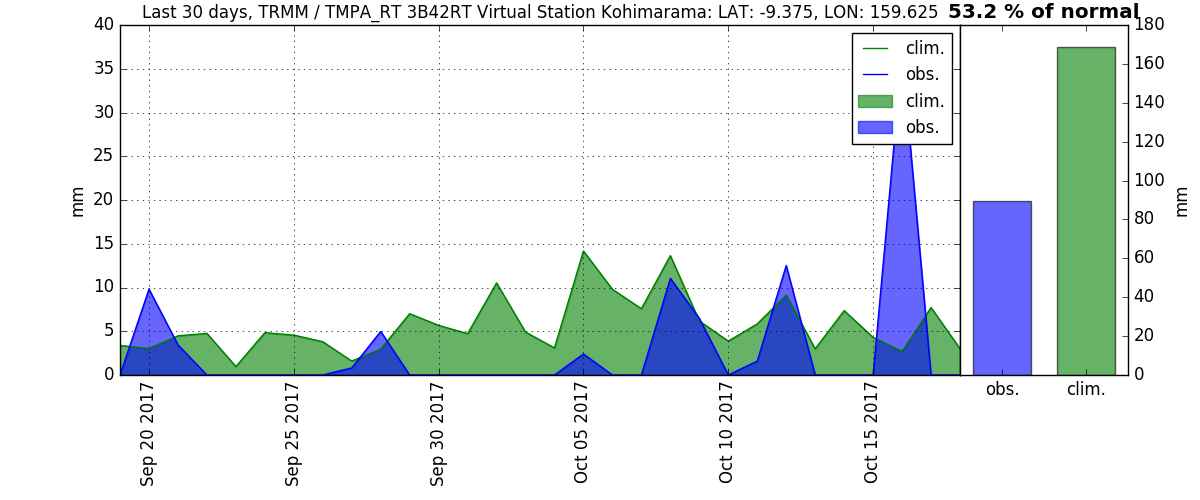 Last 30 days, TRMM / TMPA_RT 3B42RT Virtual Station Kohimarama: LAT: -9.375, LON: 159.625 53.2 % of normal
40
35
30
25
20
15
10
5
0
mm
clim.
obs.
clim.
obs.
180
160
140
120
100
80
60
40
20
0
mm
Sep 20 2017
Sep 25 2017
Sep 30 2017
Oct 05 2017
Oct 10 2017
Oct 15 2017
obs.
clim.